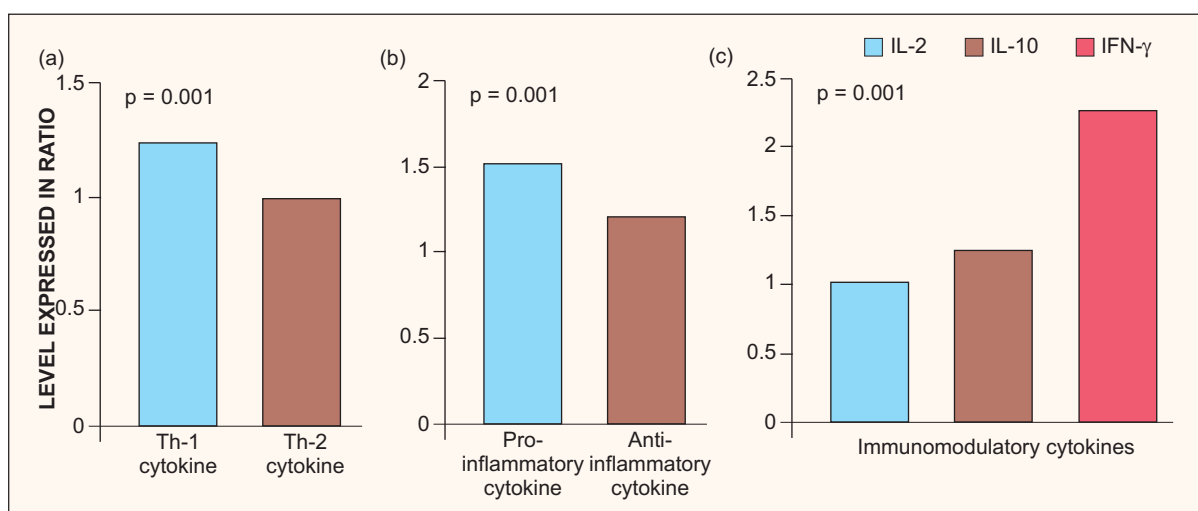 IL-2 IL-10 IFN-γ
(a)
p = 0.001
LEVEL EXPRESSED IN RATIO
1.5
1
0.5
0
Th-1
cytokine
Th-2
cytokine
(b)
p = 0.001
2
1.5
1
0.5
0
Pro-
inflammatory
cytokine
Anti-
inflammatory
cytokine
(c)
p = 0.001
2.5
2
1.5
1
0.5
0
Immunomodulatory cytokines